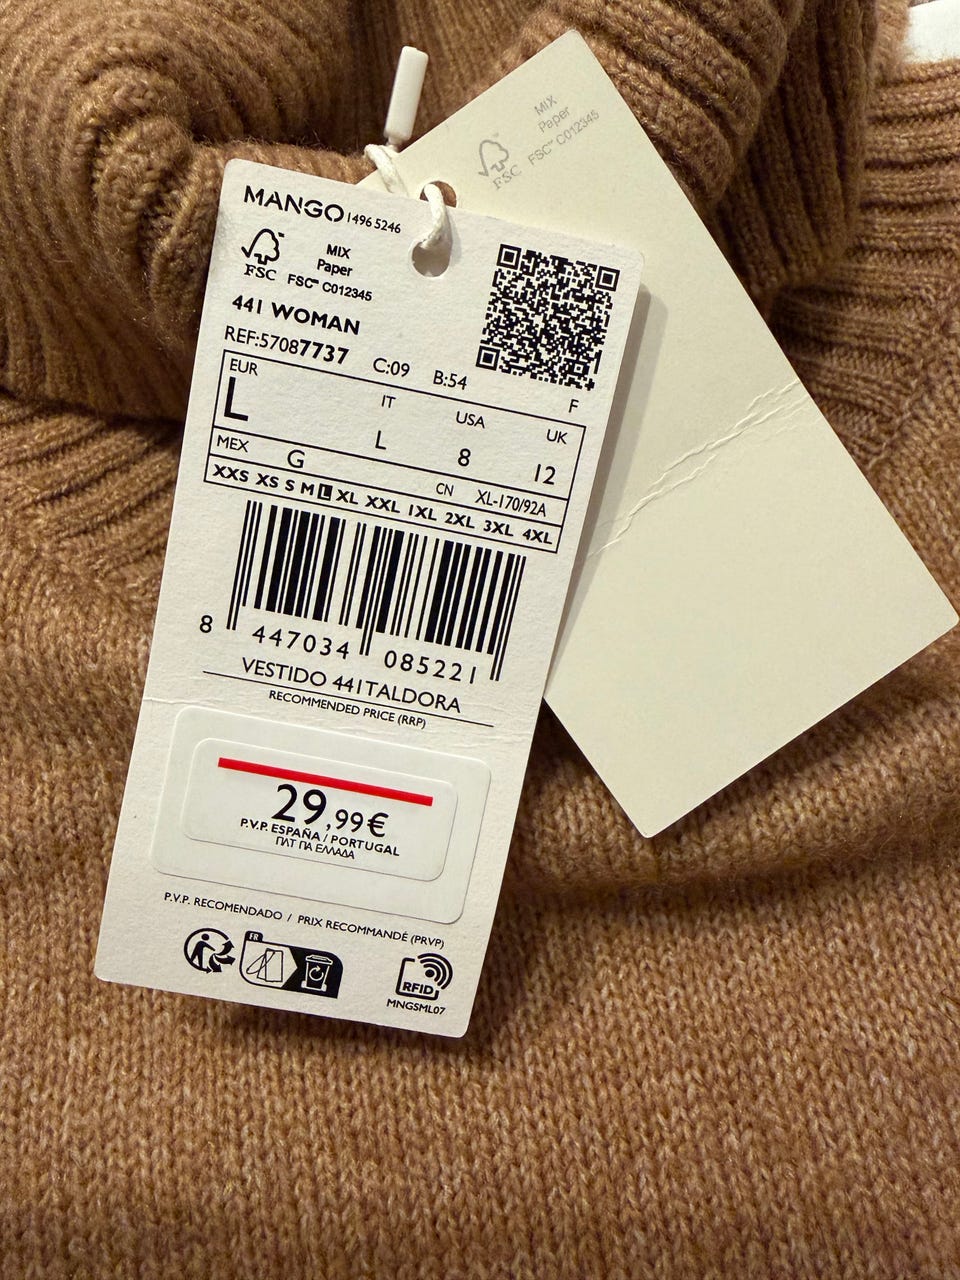 MIX
Paper
FSC™ C012345
FSC
MANGO 1496 5246
FSC
MIX
Paper
FSC™ C012345
441 WOMAN
REF:57087737 C:09 B:54 F
EUR IT USA UK
L L 8 12
MEX G CN XL-170/92A
XXS XS S M L XL XXL 1XL 2XL 3XL 4XL
8 447034 085221
VESTIDO 441TALDORA
RECOMMENDED PRICE (RRP)
29,99€
P.V.P. ESPAÑA / PORTUGAL
ΠΛΤ ΓΙΑ ΕΛΛΑΔΑ
P.V.P. RECOMENDADO / PRIX RECOMMANDÉ (PRVP)
FR
RFID
MNGSML07